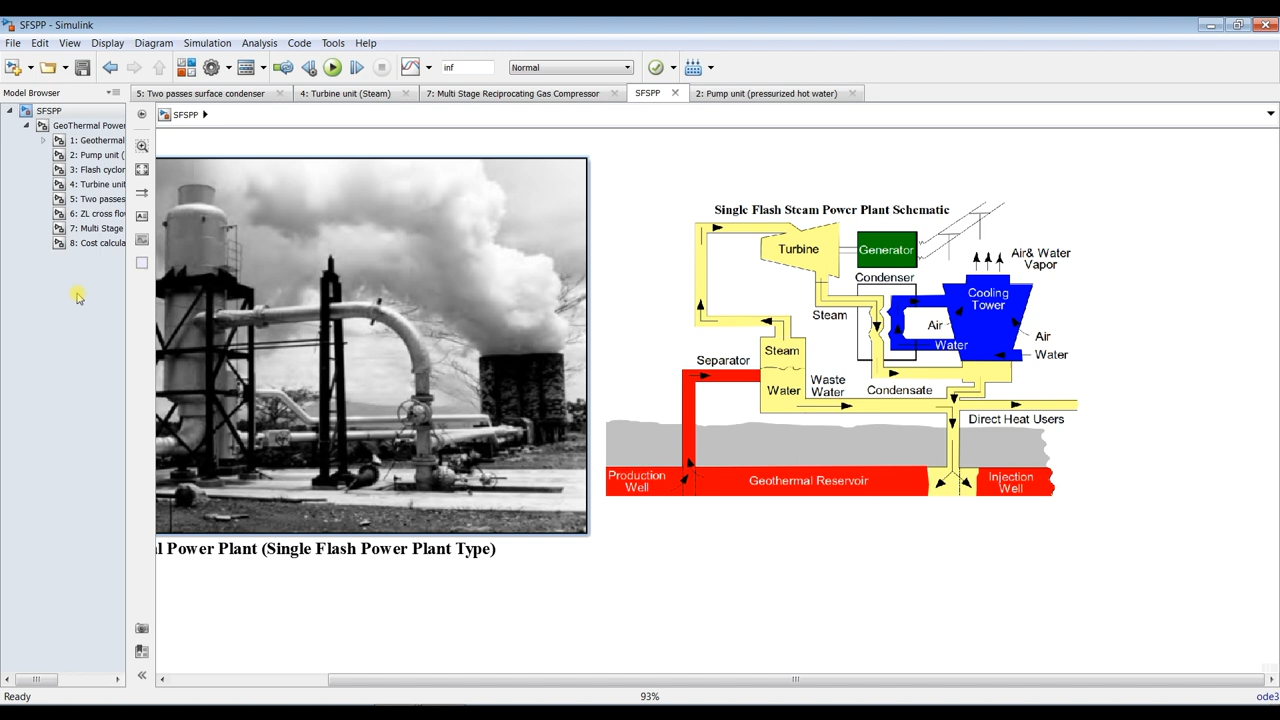 SFSPP - Simulink
File Edit View Display Diagram Simulation Analysis Code Tools Help
inf Normal
Model Browser
5: Two passes surface condenser
4: Turbine unit (Steam)
7: Multi Stage Reciprocating Gas Compressor
SFSPP
2: Pump unit (pressurized hot water)
SFSPP
SFSPP
GeoThermal Power
1: Geothermal
2: Pump unit (
3: Flash cyclon
4: Turbine unit
5: Two passes
6: ZL cross flo
7: Multi Stage
8: Cost calcula
l Power Plant (Single Flash Power Plant Type)
Single Flash Steam Power Plant Schematic
Turbine
Generator
Air& Water
Vapor
Condenser
Cooling
Tower
Steam
Air
Air
Water
Water
Separator
Steam
Water
Waste
Water
Condensate
Direct Heat Users
Production
Well
Geothermal Reservoir
Injection
Well
Ready
93%
ode3